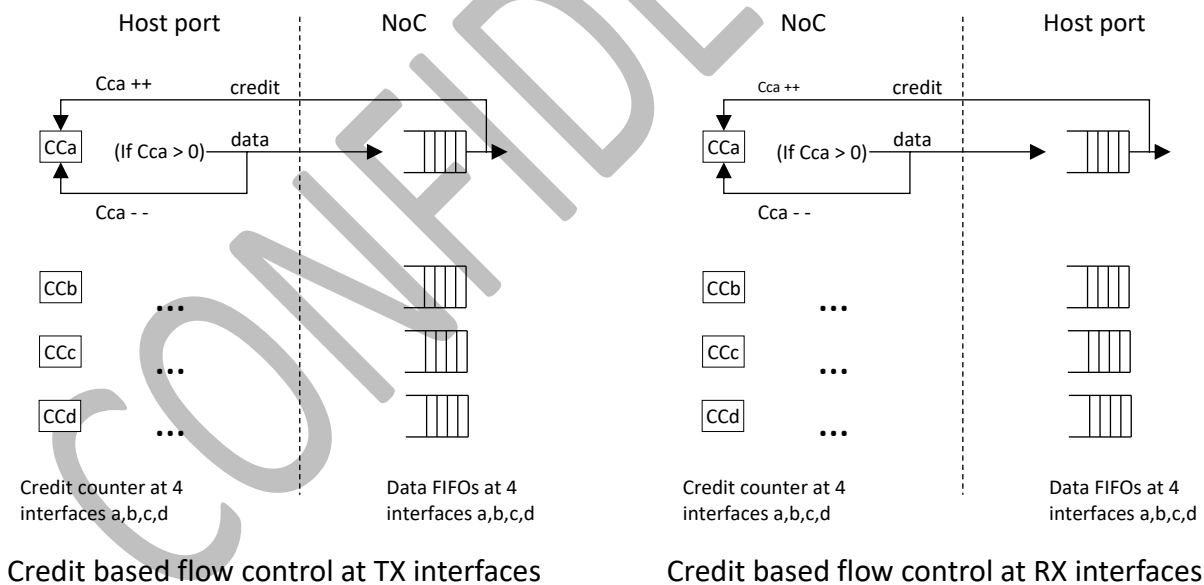 Host port
NoC
Cca ++
credit
CCa
(If Cca > 0)
data
Cca - -
CCb
...
CCc
...
CCd
...
Credit counter at 4
interfaces a,b,c,d
Data FIFOs at 4
interfaces a,b,c,d
Credit based flow control at TX interfaces
NoC
Host port
Cca ++
credit
CCa
(If Cca > 0)
data
Cca - -
CCb
...
CCc
...
CCd
...
Credit counter at 4
interfaces a,b,c,d
Data FIFOs at 4
interfaces a,b,c,d
Credit based flow control at RX interfaces
CONFIDE